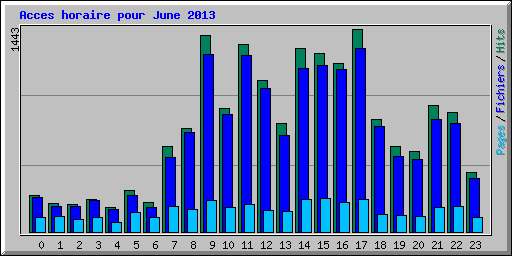 Acces horaire pour June 2013
1443
Pages/Fichiers/Hits
0 1 2 3 4 5 6 7 8 9 10 11 12 13 14 15 16 17 18 19 20 21 22 23